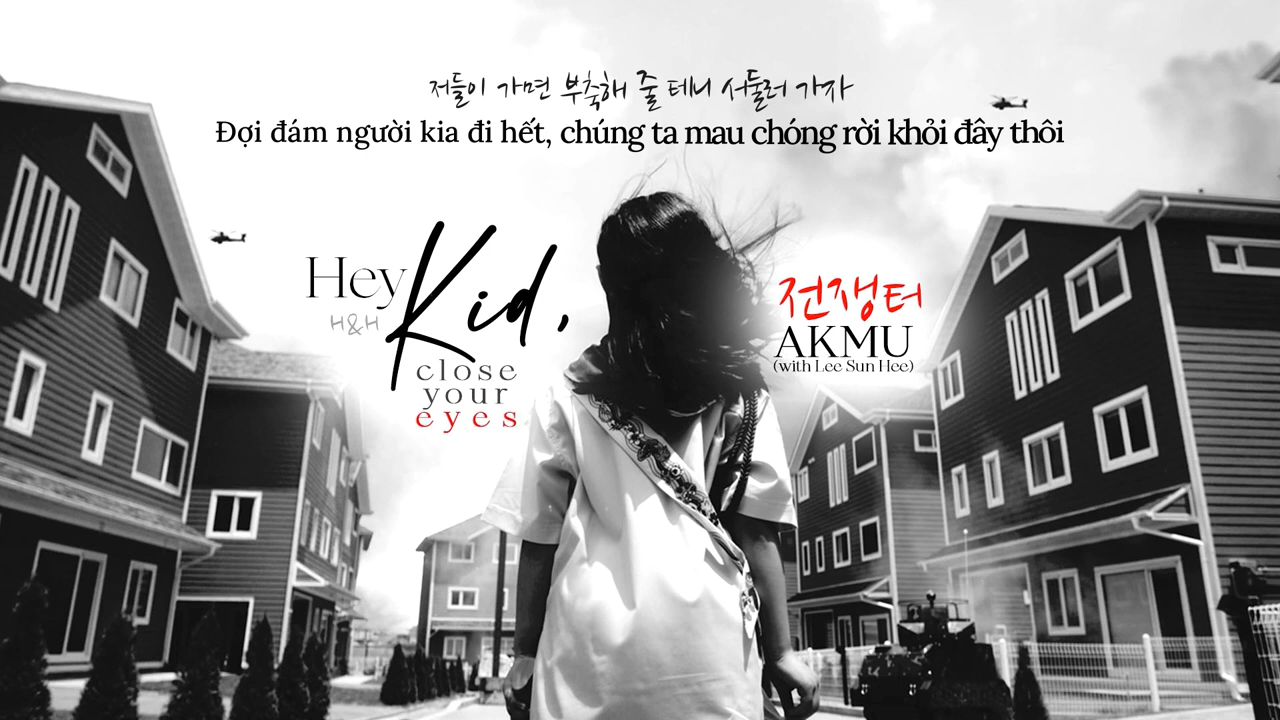 저들이 가면 부축해 줄 테니 서둘러 가자
Đợi đám người kia đi hết, chúng ta mau chóng rời khỏi đây thôi
Hey Kid,
H&H
close
your
eyes
전쟁터
AKMU
(with Lee Sun Hee)